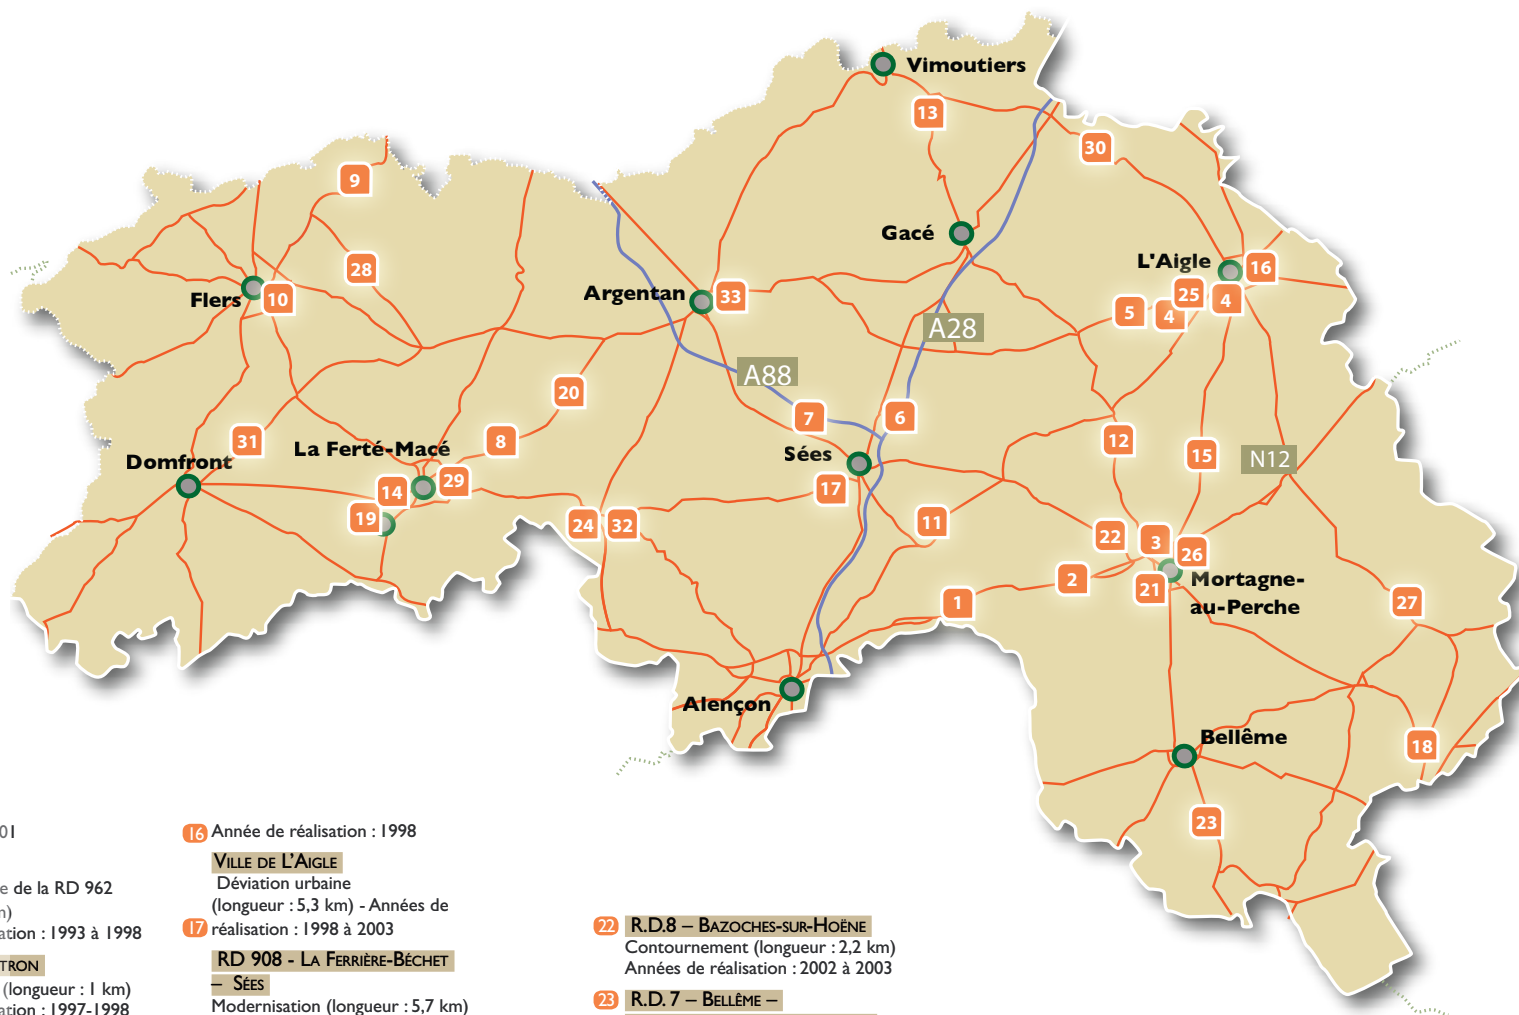 Vimoutiers
13
30
9
Gacé
L'Aigle
16
28
25
Flers
10
Argentan
33
5
4
4
A28
A88
20
7
6
31
La Ferté-Macé
8
12
15
N12
Domfront
Sées
14
29
17
19
24
32
11
22
3
26
2
21
Mortagne-
au-Perche
1
27
Alençon
Bellême
18
23
01
e de la RD 962
n)
ation : 1993 à 1998
TRON
(longueur : 1 km)
ation : 1997-1998
16 Année de réalisation : 1998
VILLE DE L'AIGLE
Déviation urbaine
(longueur : 5,3 km) - Années de
17 réalisation : 1998 à 2003
RD 908 - LA FERRIÈRE-BÉCHET
– SÉES
Modernisation (longueur : 5,7 km)
22 R.D.8 – BAZOCHES-SUR-HOËNE
Contournement (longueur : 2,2 km)
Années de réalisation : 2002 à 2003
23 R.D. 7 – BELLÊME –